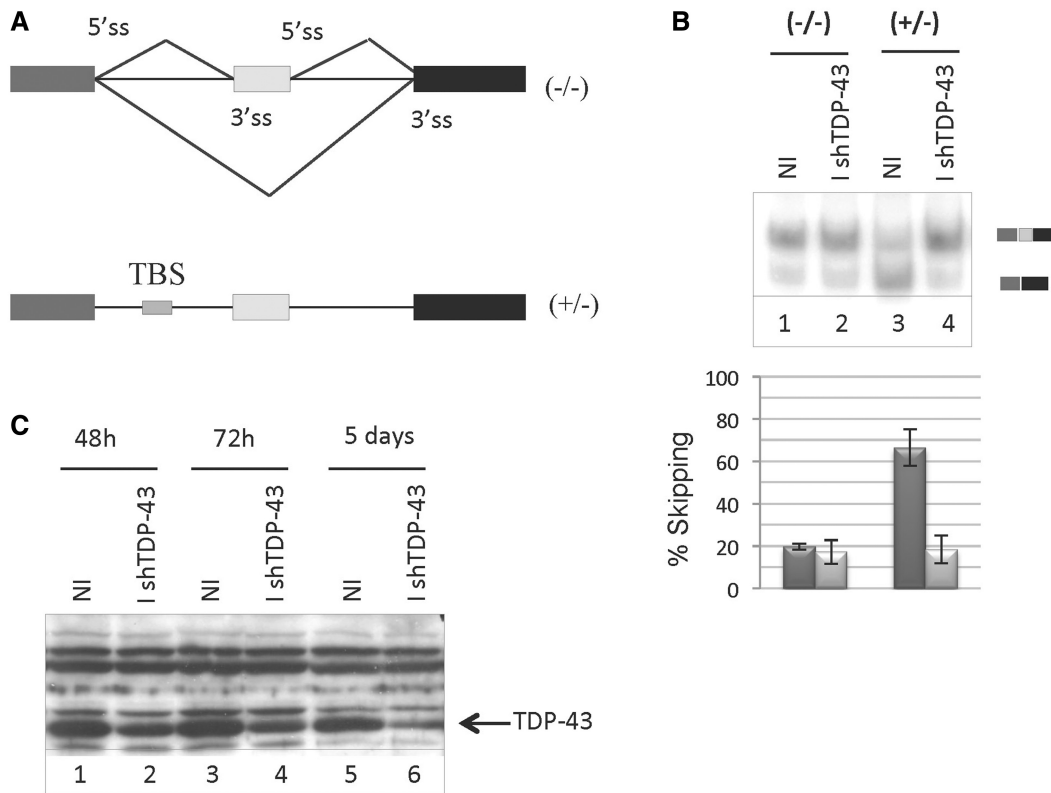 A
5'ss
5'ss
3'ss
3'ss
(-/-)
TBS
(+/-)
B
(-/-)
(+/-)
NI
I shTDP-43
NI
I shTDP-43
1
2
3
4
100
80
60
40
20
0
% Skipping
C
48h
72h
5 days
NI
I shTDP-43
NI
I shTDP-43
NI
I shTDP-43
TDP-43
1
2
3
4
5
6